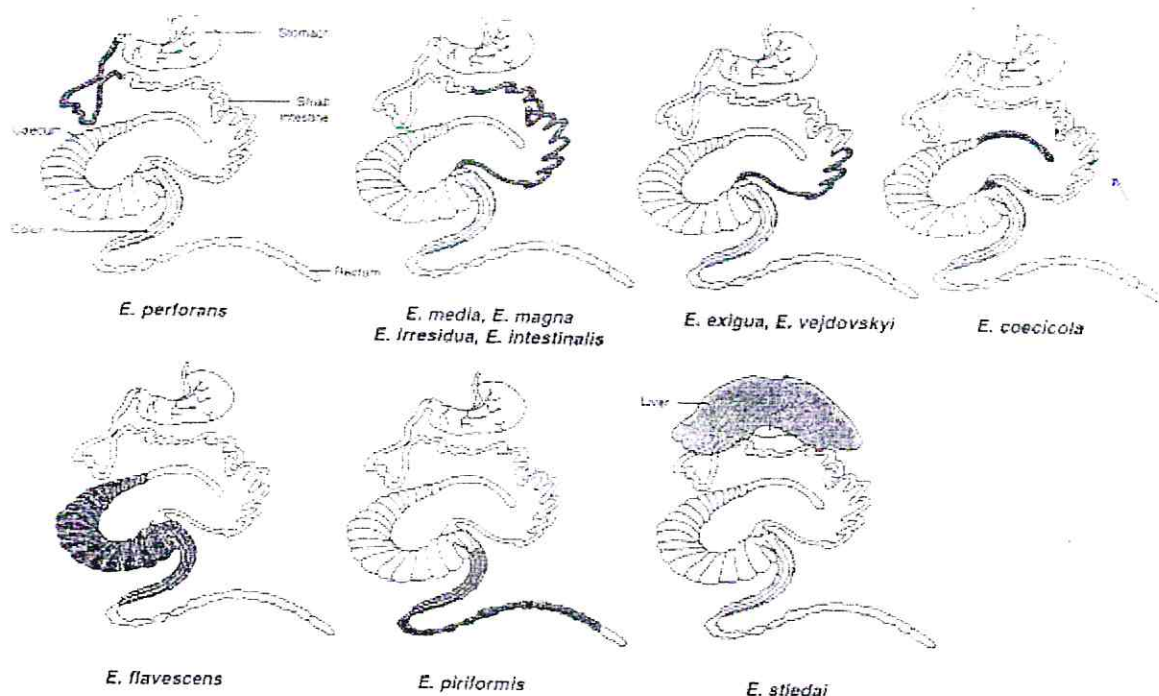 Stomach
Small
Intestine
Caecum
Colon
Rectum
E. perforans
E. media, E. magna
E. irresidua, E. intestinalis
E. exigua, E. vejdovskyi
E. coecicola
Liver
E. flavescens
E. piriformis
E. stiedai